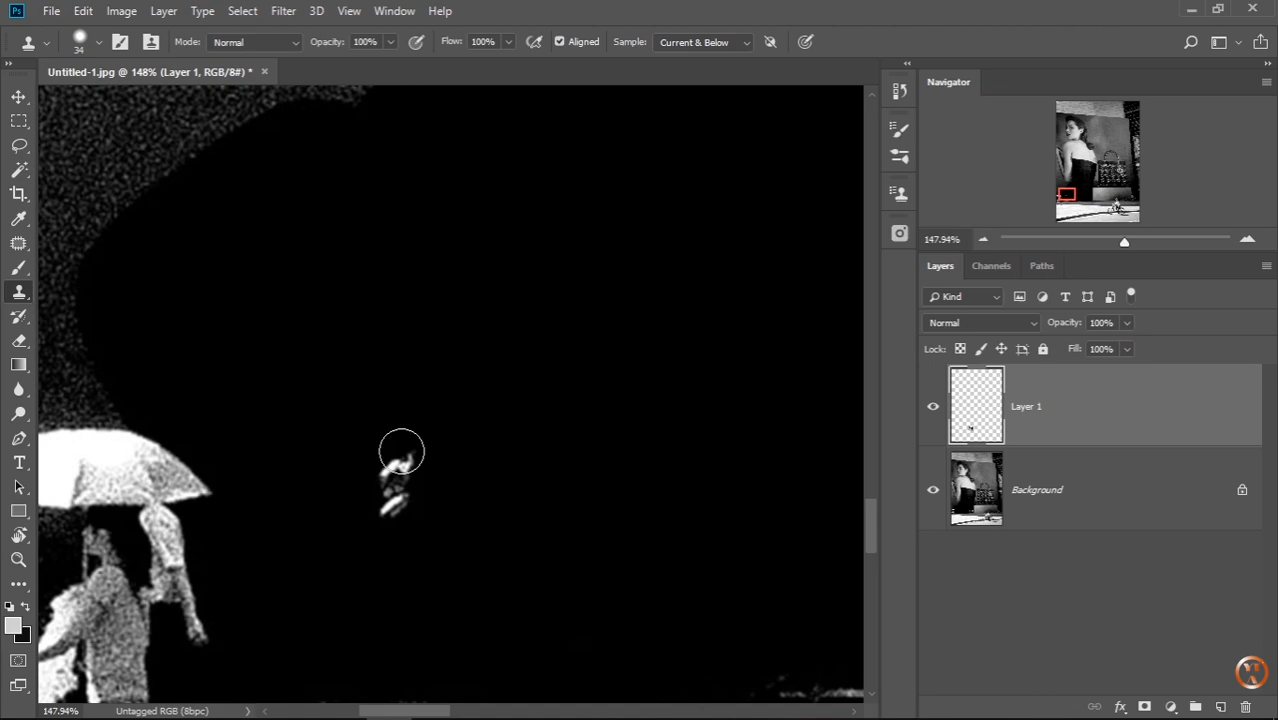 Ps File Edit Image Layer Type Select Filter 3D View Window Help
34 Mode: Normal Opacity: 100% Flow: 100% Aligned Sample: Current & Below
Untitled-1.jpg @ 148% (Layer 1, RGB/8#) *
Navigator
147.94%
Layers Channels Paths
Kind
Normal Opacity: 100%
Lock: Fill: 100%
Layer 1
Background
147.94% Untagged RGB (8bpc)
fx